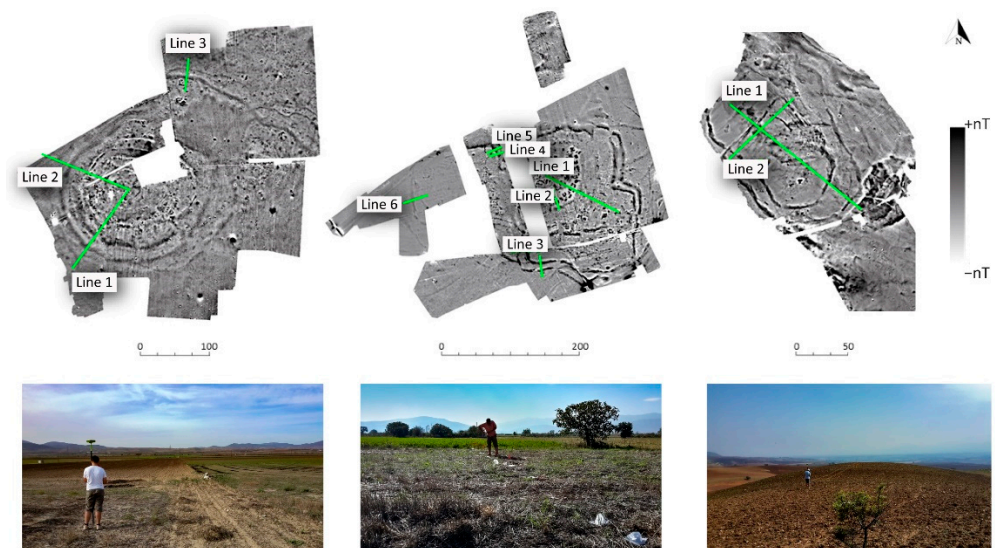 Line 3
Line 2
Line 1
0 100
Line 5
Line 4
Line 1
Line 2
Line 6
Line 3
0 200
Line 1
Line 2
0 50
N
+nT
−nT